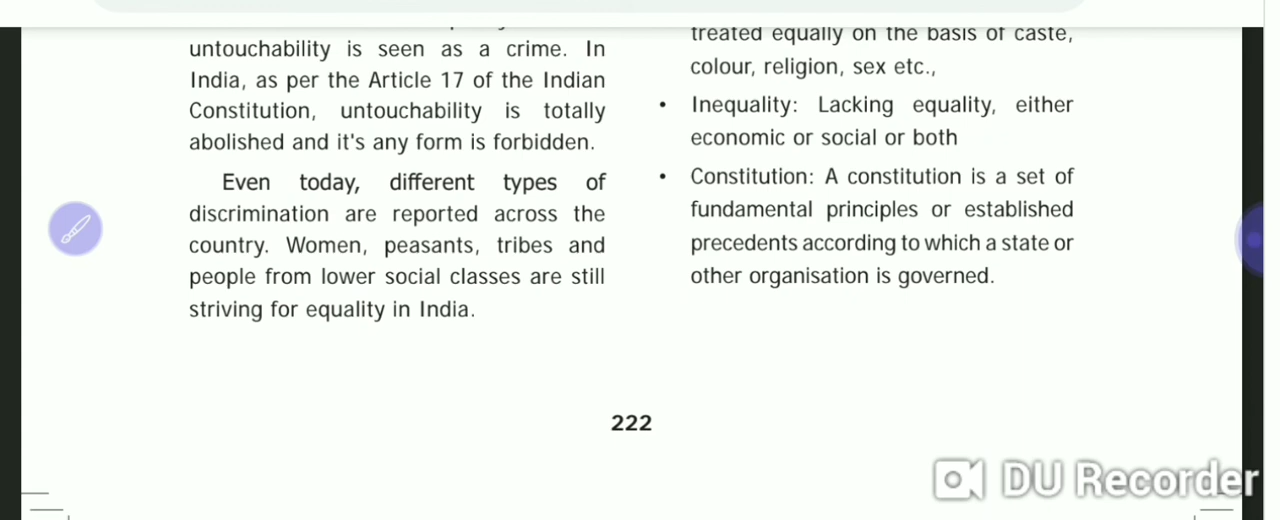 untouchability is seen as a crime. In
India, as per the Article 17 of the Indian
Constitution, untouchability is totally
abolished and it's any form is forbidden.
Even today, different types of
discrimination are reported across the
country. Women, peasants, tribes and
people from lower social classes are still
striving for equality in India.
treated equally on the basis of caste,
colour, religion, sex etc.,
• Inequality: Lacking equality, either
economic or social or both
• Constitution: A constitution is a set of
fundamental principles or established
precedents according to which a state or
other organisation is governed.
222
DU Recorder